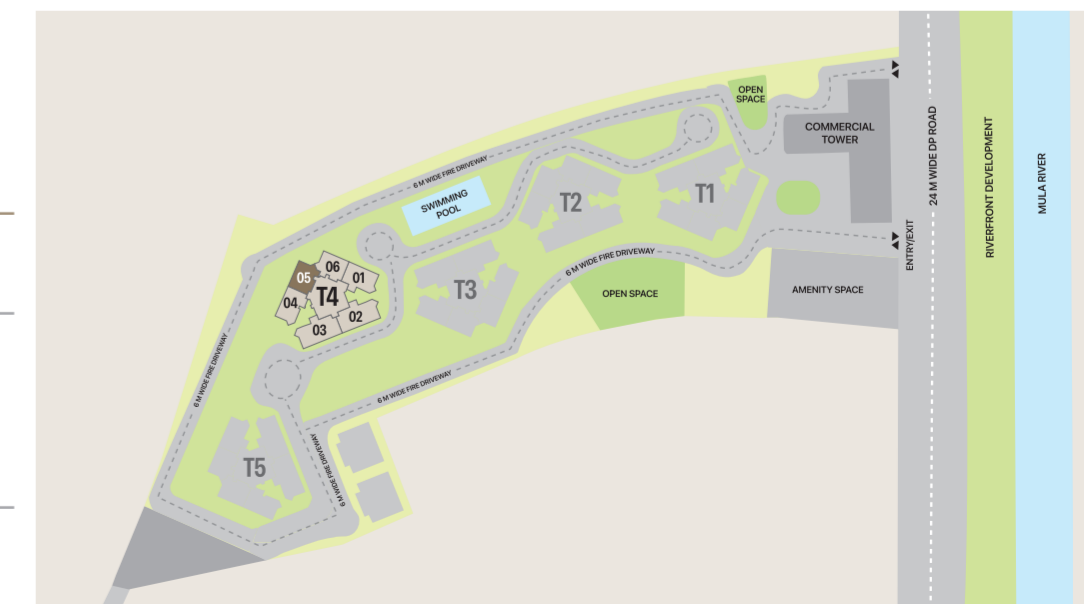 OPEN
SPACE
COMMERCIAL
TOWER
24 M WIDE DP ROAD
RIVERFRONT DEVELOPMENT
MULA RIVER
6 M WIDE FIRE DRIVEWAY
SWIMMING
POOL
T2
T1
ENTRY/EXIT
6 M WIDE FIRE DRIVEWAY
OPEN SPACE
AMENITY SPACE
T3
06
05
01
T4
04
02
03
6 M WIDE FIRE DRIVEWAY
6 M WIDE FIRE DRIVEWAY
6 M WIDE FIRE DRIVEWAY
T5